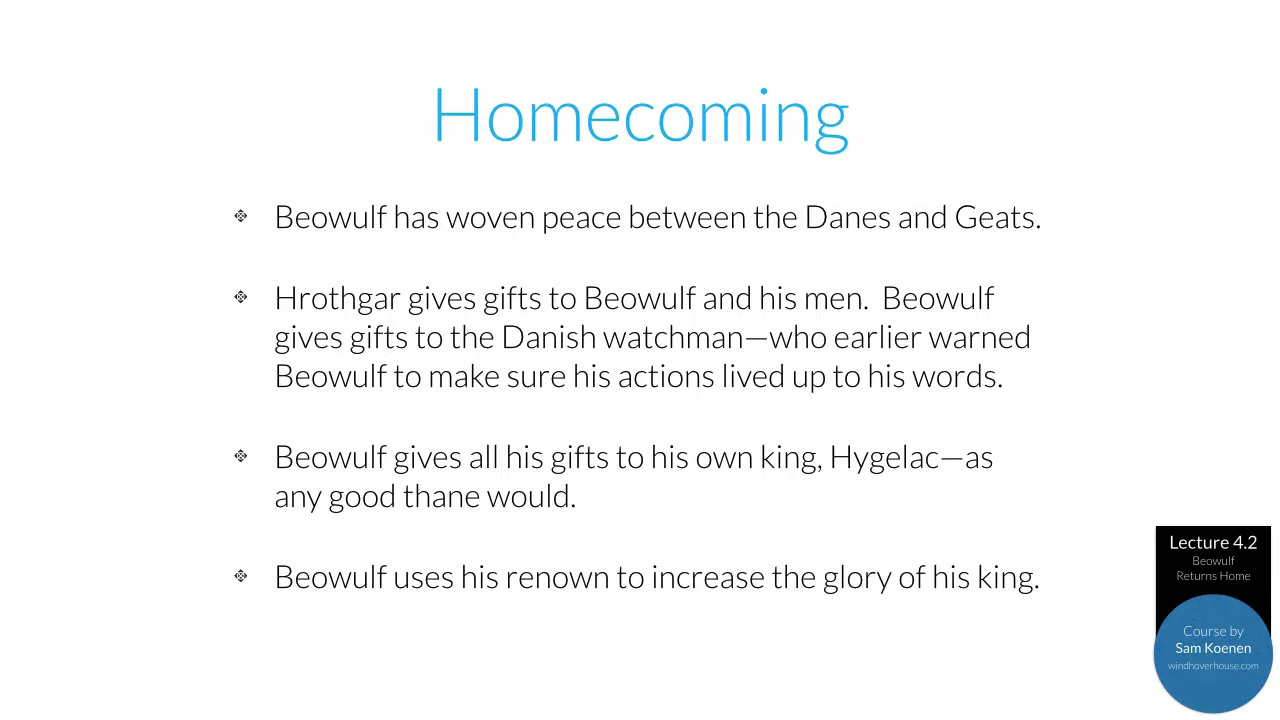 Homecoming
Beowulf has woven peace between the Danes and Geats.
Hrothgar gives gifts to Beowulf and his men.  Beowulf
gives gifts to the Danish watchman—who earlier warned
Beowulf to make sure his actions lived up to his words.
Beowulf gives all his gifts to his own king, Hygelac—as
any good thane would.
Beowulf uses his renown to increase the glory of his king.
Lecture 4.2
Beowulf
Returns Home
Course by
Sam Koenen
windhoverhouse.com